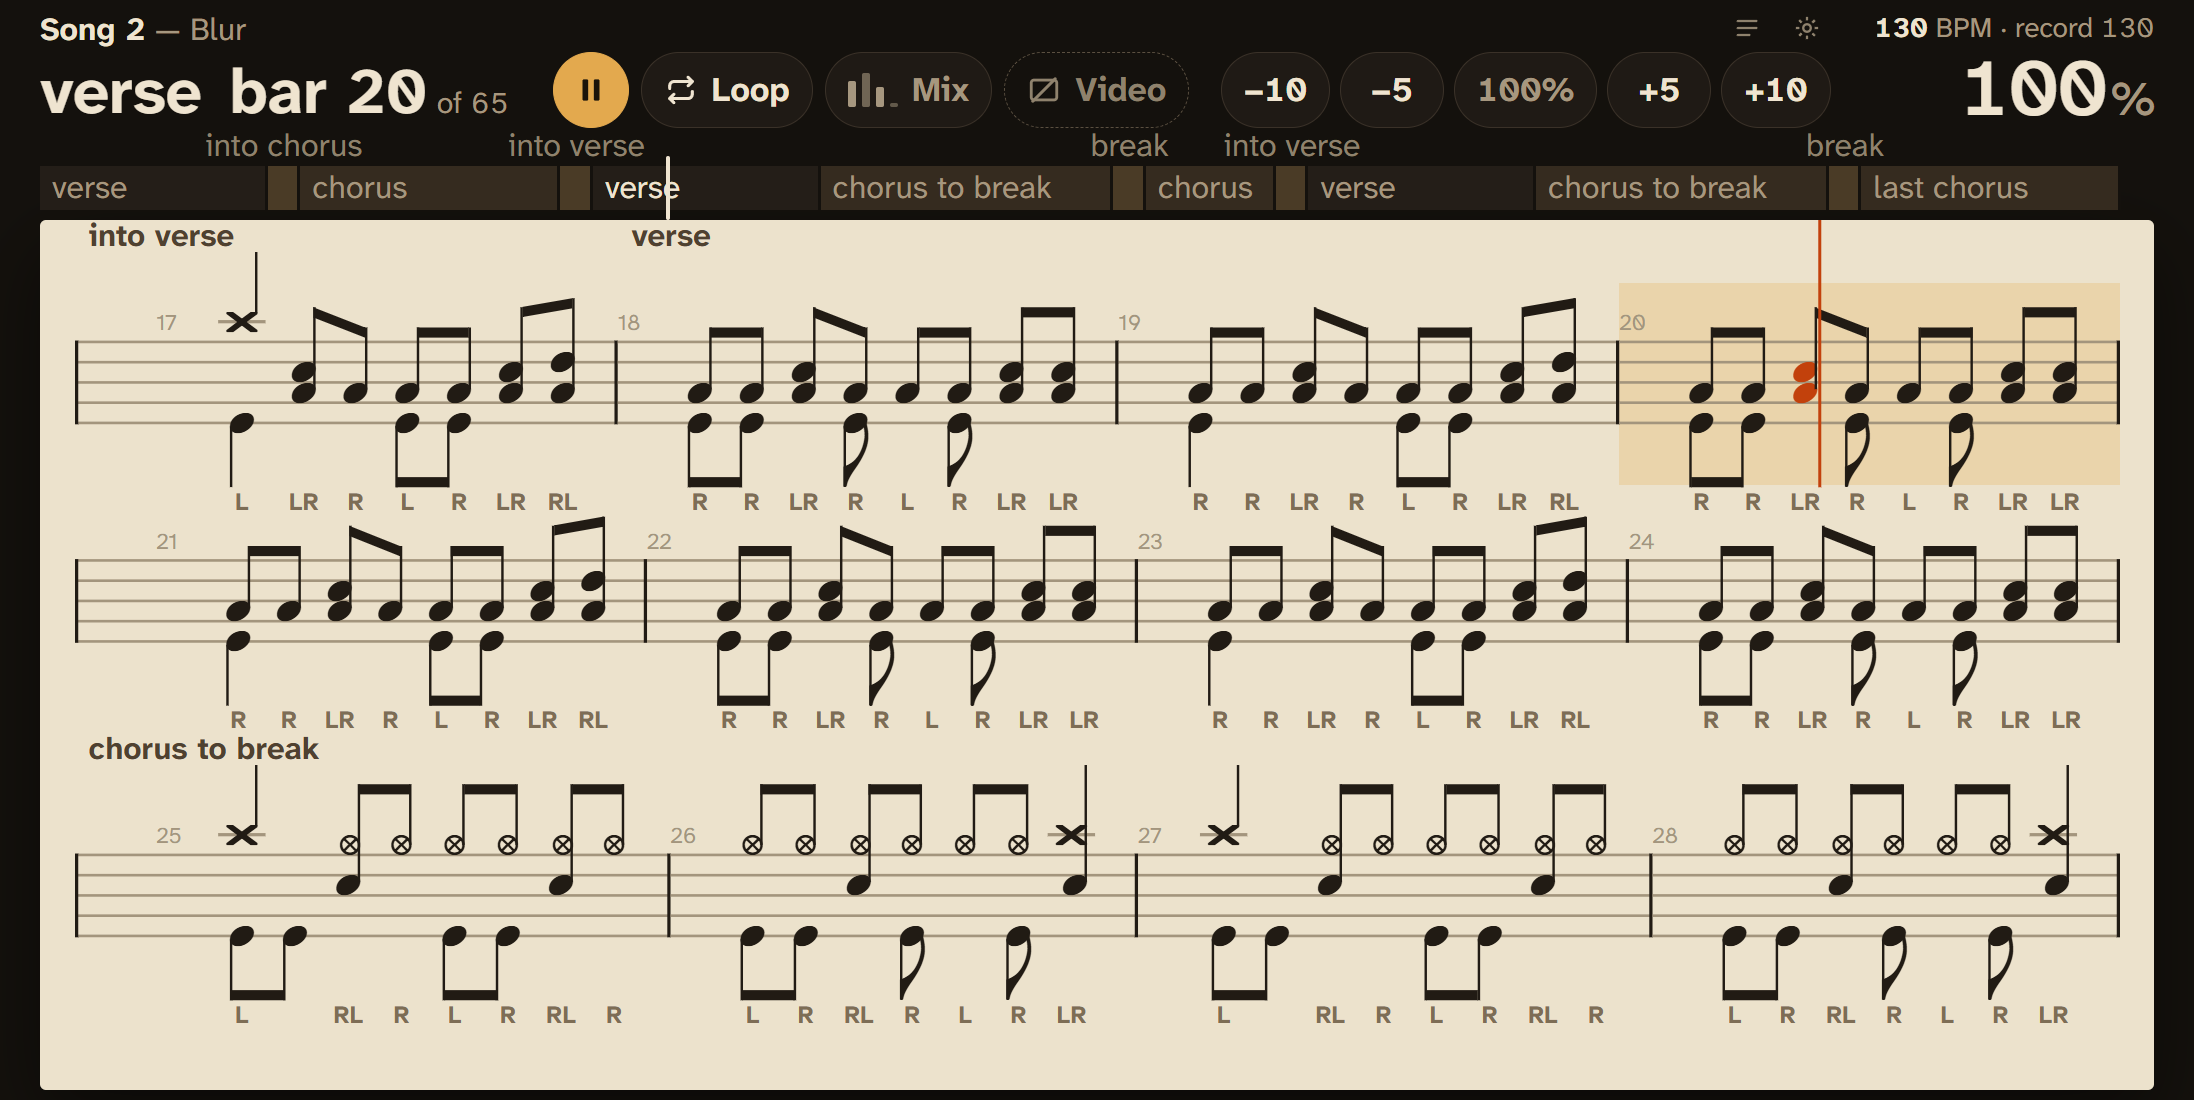 Song 2 — Blur
130 BPM · record 130
verse bar 20 of 65
Loop
Mix
Video
−10
−5
100%
+5
+10
100%
into chorus
into verse
break
into verse
break
verse
chorus
verse
chorus to break
chorus
verse
chorus to break
last chorus
into verse
verse
17
18
19
20
L LR R L R LR RL
R R LR R L R LR LR
R R LR R L R LR RL
R R LR R L R LR LR
21
22
23
24
R R LR R L R LR RL
R R LR R L R LR LR
R R LR R L R LR RL
R R LR R L R LR LR
chorus to break
25
26
27
28
L RL R L R RL R
L R RL R L R LR
L RL R L R RL R
L R RL R L R LR